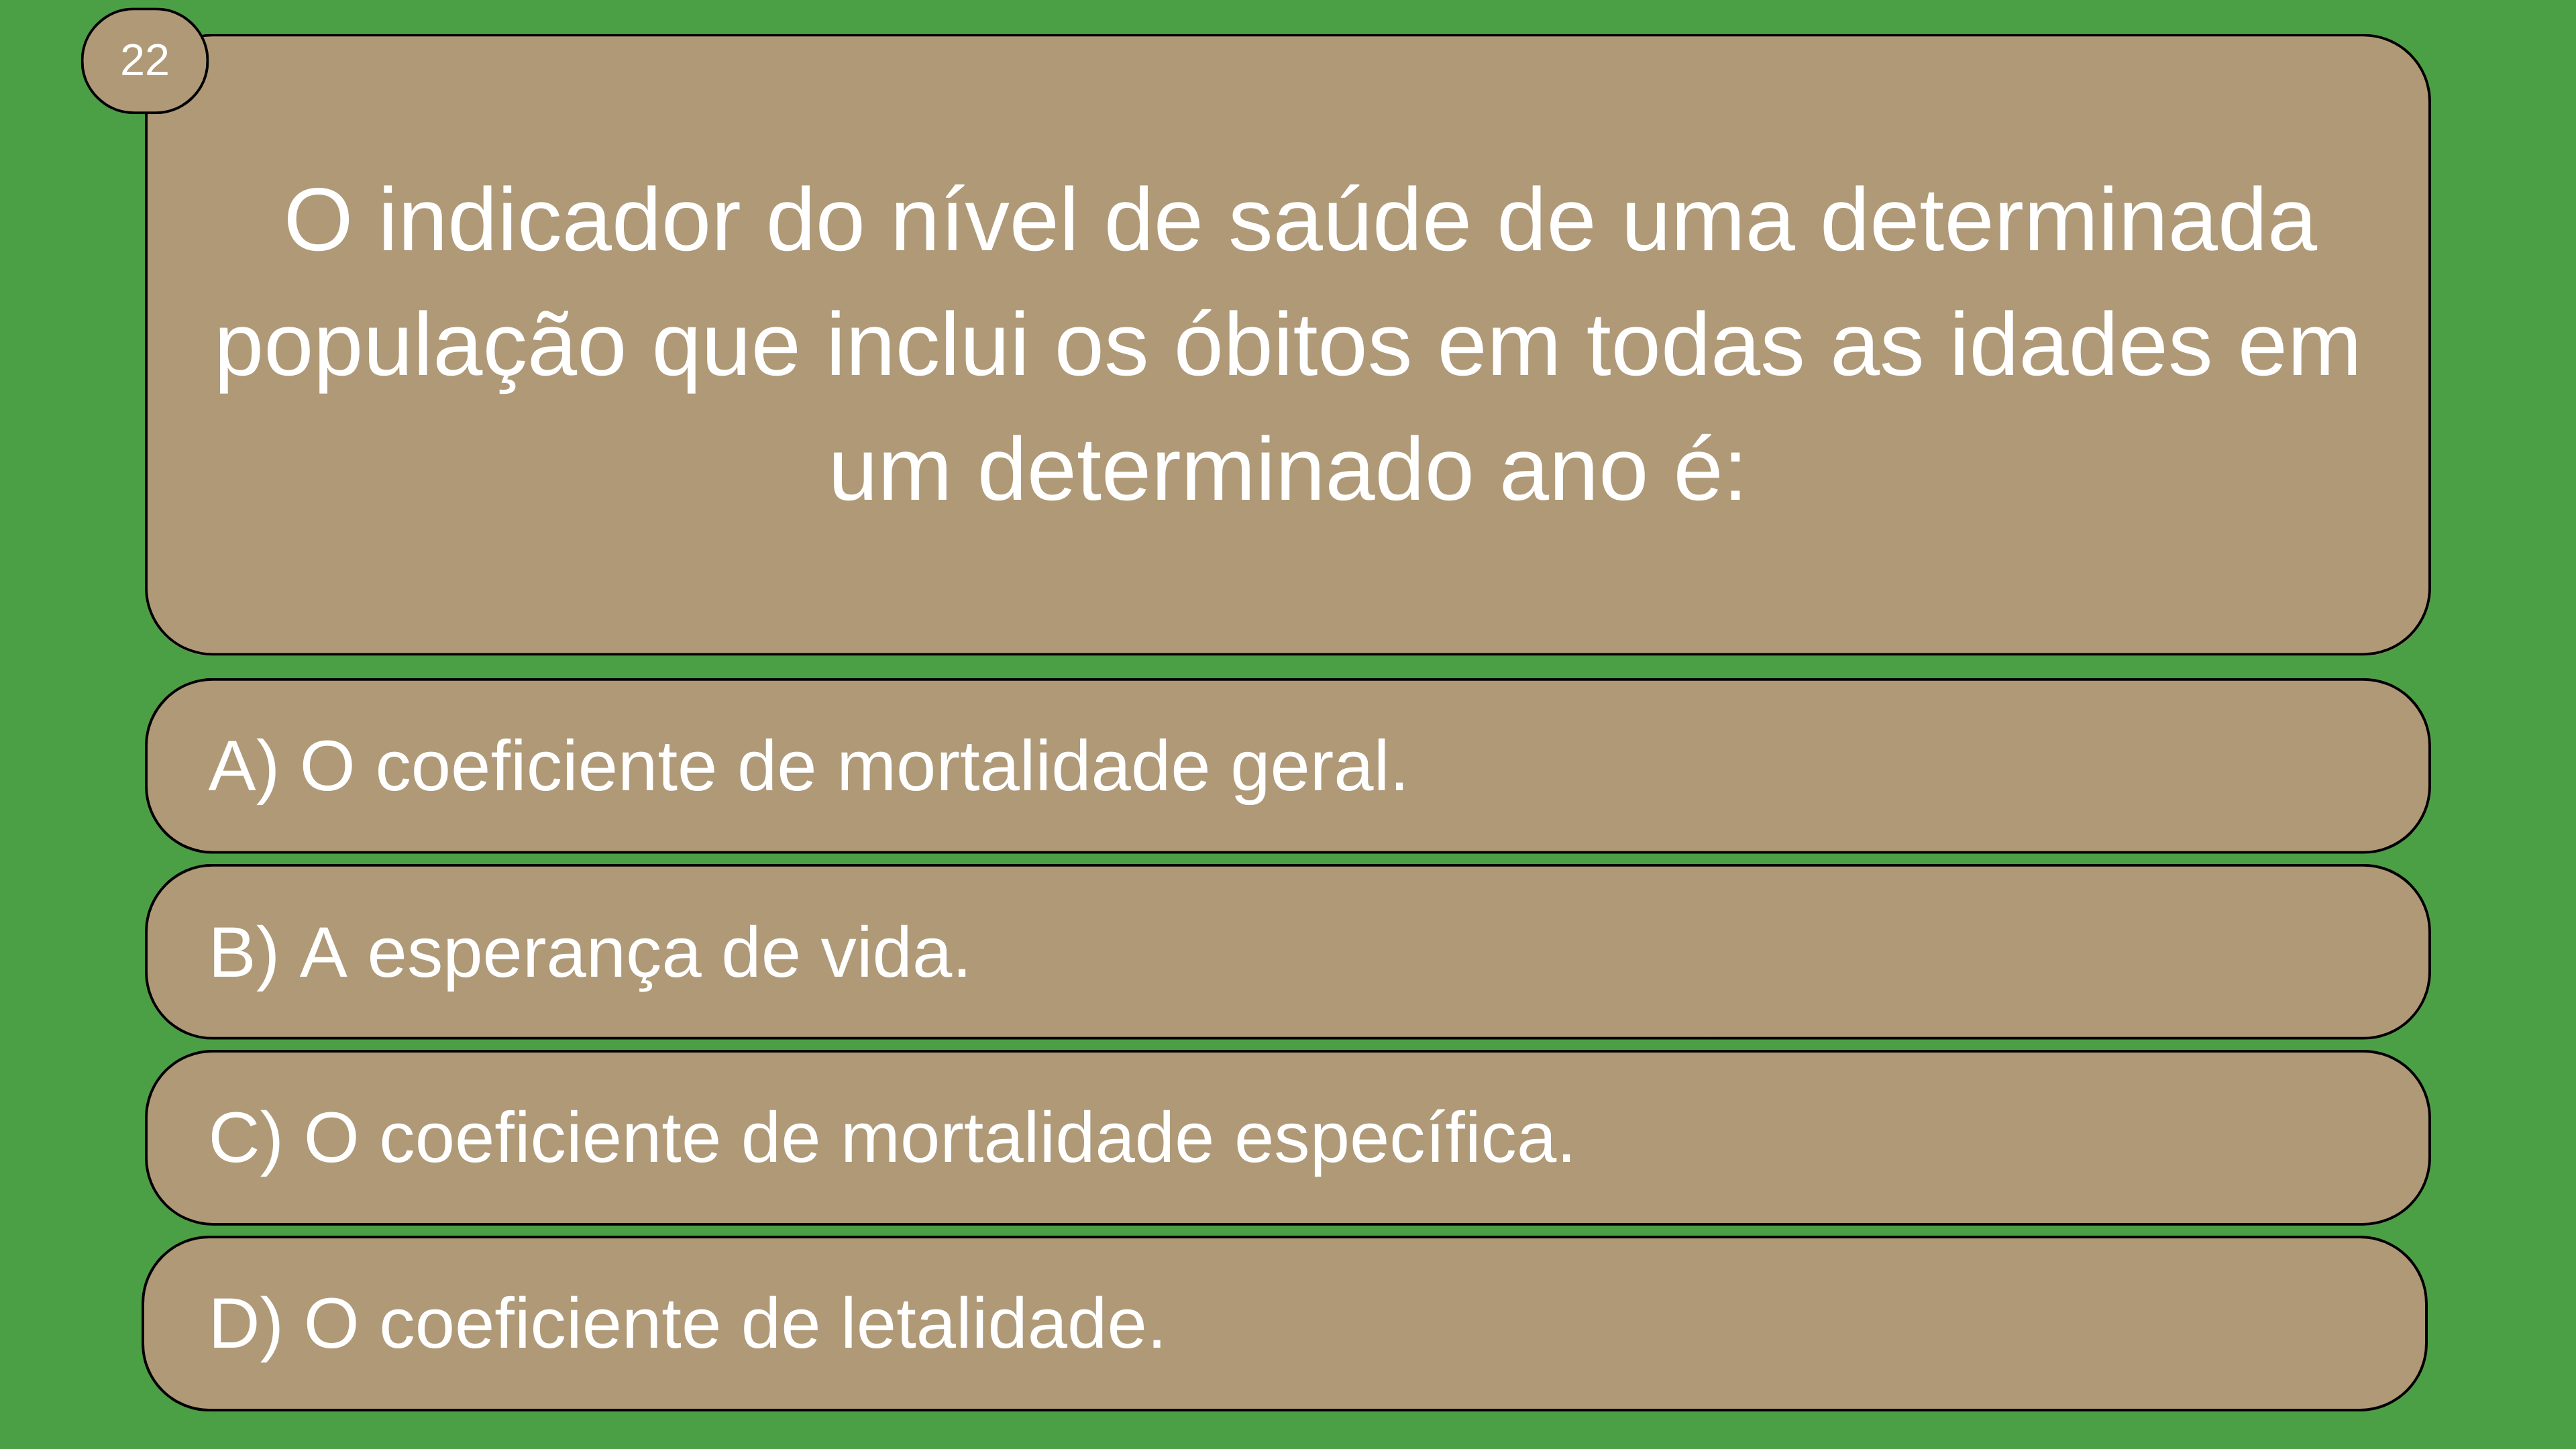 22
O indicador do nível de saúde de uma determinada
população que inclui os óbitos em todas as idades em
um determinado ano é:
A) O coeficiente de mortalidade geral.
B) A esperança de vida.
C) O coeficiente de mortalidade específica.
D) O coeficiente de letalidade.